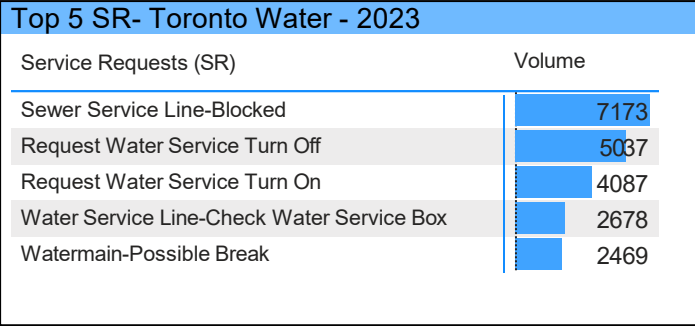 Top 5 SR- Toronto Water - 2023
Service Requests (SR) Volume
Sewer Service Line-Blocked 7173
Request Water Service Turn Off 5037
Request Water Service Turn On 4087
Water Service Line-Check Water Service Box 2678
Watermain-Possible Break 2469